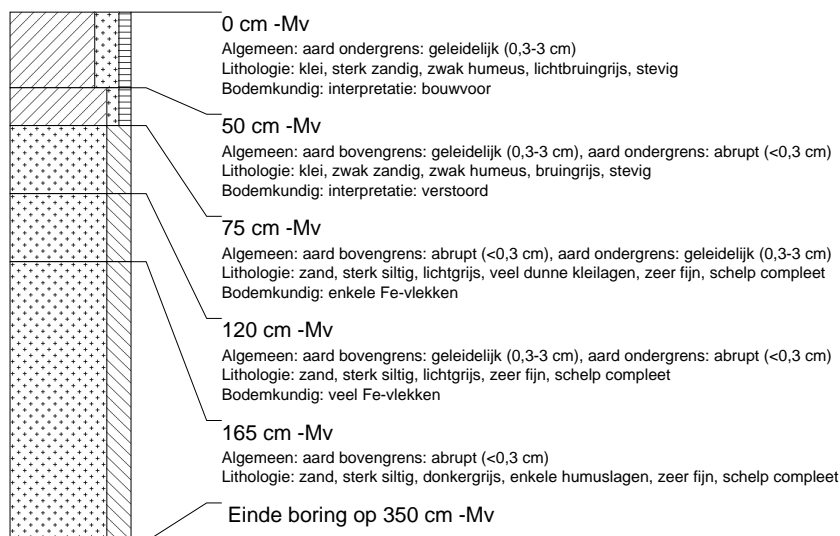 0 cm -Mv
Algemeen: aard ondergrens: geleidelijk (0,3-3 cm)
Lithologie: klei, sterk zandig, zwak humeus, lichtbruingrijs, stevig
Bodemkundig: interpretatie: bouwvoor
50 cm -Mv
Algemeen: aard bovengrens: geleidelijk (0,3-3 cm), aard ondergrens: abrupt (<0,3 cm)
Lithologie: klei, zwak zandig, zwak humeus, bruingrijs, stevig
Bodemkundig: interpretatie: verstoord
75 cm -Mv
Algemeen: aard bovengrens: abrupt (<0,3 cm), aard ondergrens: geleidelijk (0,3-3 cm)
Lithologie: zand, sterk siltig, lichtgrijs, veel dunne kleilagen, zeer fijn, schelp compleet
Bodemkundig: enkele Fe-vlekken
120 cm -Mv
Algemeen: aard bovengrens: geleidelijk (0,3-3 cm), aard ondergrens: abrupt (<0,3 cm)
Lithologie: zand, sterk siltig, lichtgrijs, zeer fijn, schelp compleet
Bodemkundig: veel Fe-vlekken
165 cm -Mv
Algemeen: aard bovengrens: abrupt (<0,3 cm)
Lithologie: zand, sterk siltig, donkergrijs, enkele humuslagen, zeer fijn, schelp compleet
Einde boring op 350 cm -Mv